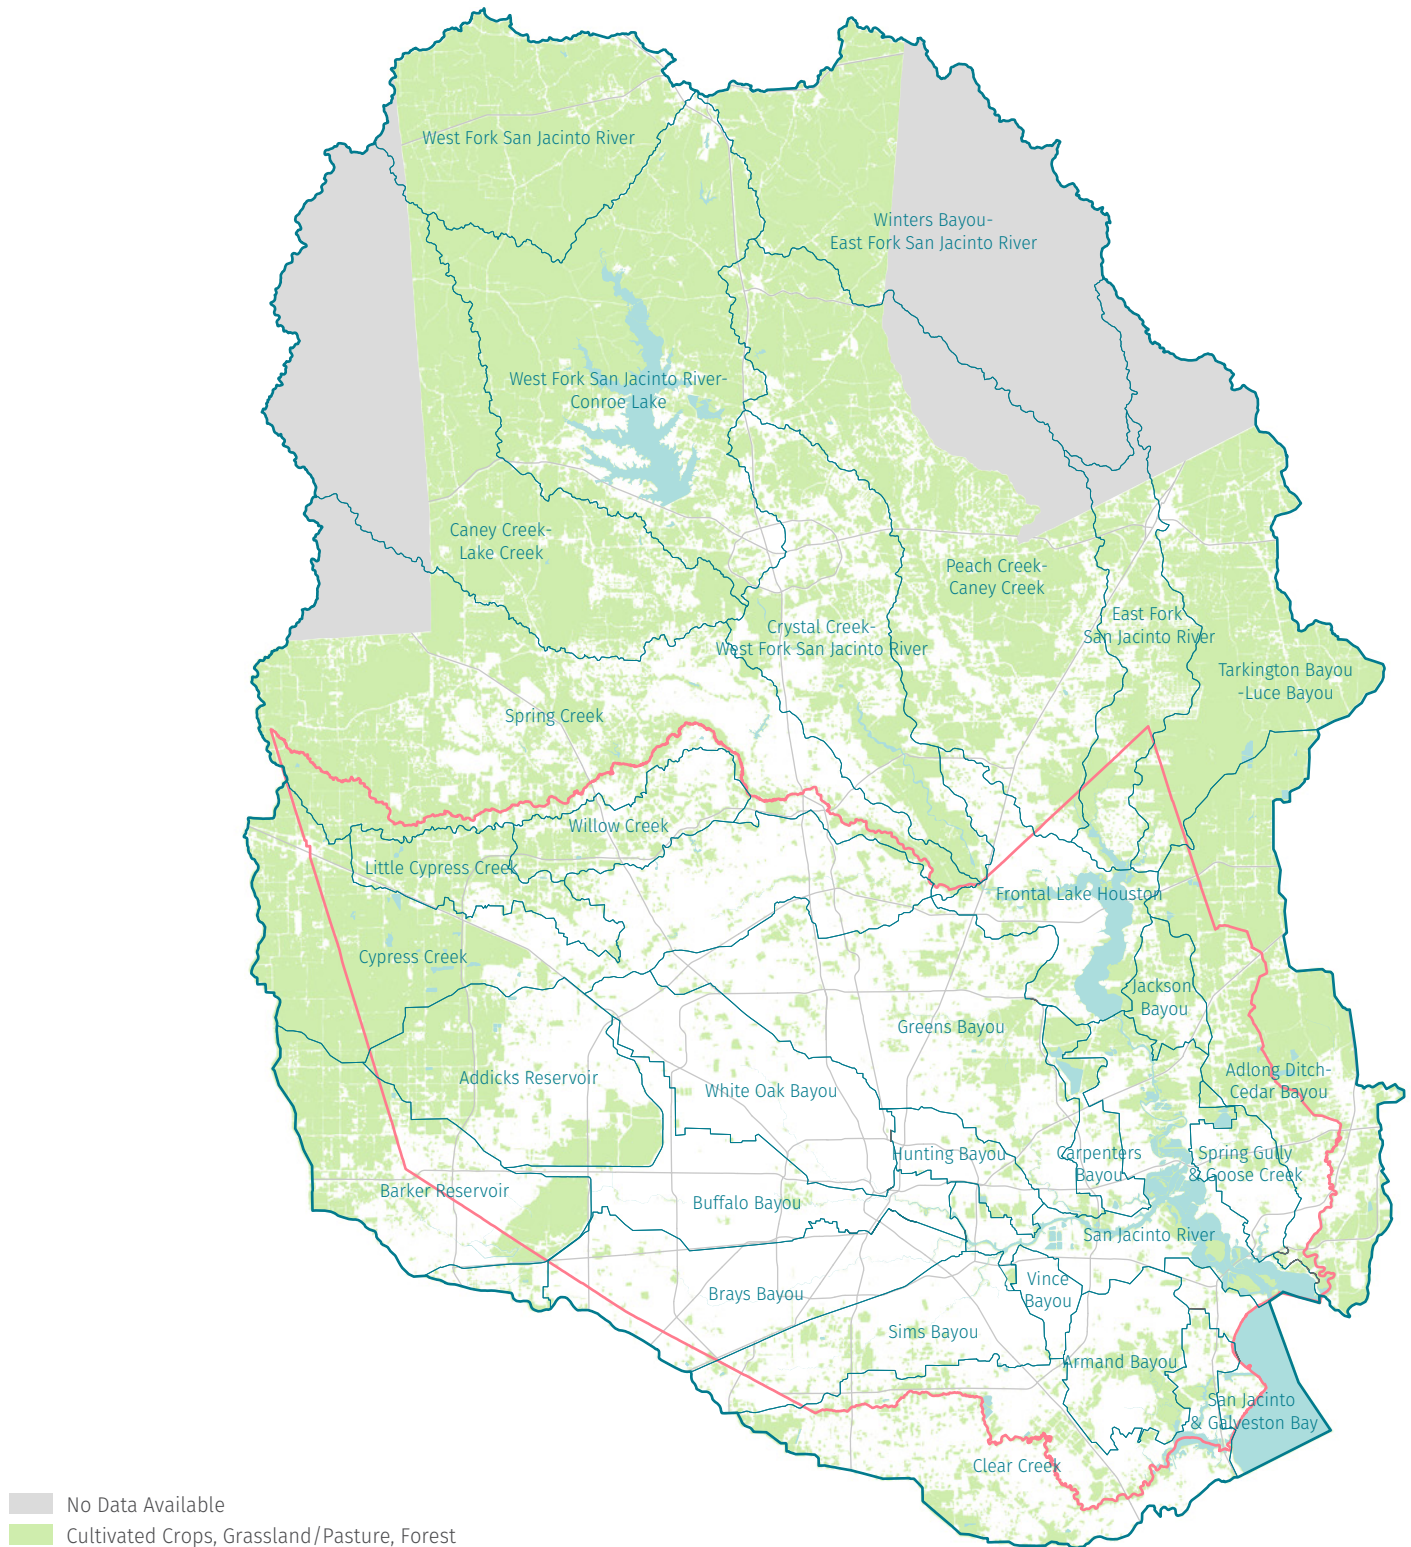 West Fork San Jacinto River
Winters Bayou-
East Fork San Jacinto River
West Fork San Jacinto River-
Conroe Lake
Caney Creek-
Lake Creek
Peach Creek-
Caney Creek
East Fork
San Jacinto River
Crystal Creek-
West Fork San Jacinto River
Tarkington Bayou
-Luce Bayou
Spring Creek
Willow Creek
Little Cypress Creek
Frontal Lake Houston
Cypress Creek
Jackson
Bayou
Greens Bayou
Addicks Reservoir
White Oak Bayou
Adlong Ditch-
Cedar Bayou
Hunting Bayou
Carpenters
Bayou
Spring Gully
& Goose Creek
Barker Reservoir
Buffalo Bayou
San Jacinto River
Vince
Bayou
Brays Bayou
Sims Bayou
Armand Bayou
San Jacinto
& Galveston Bay
Clear Creek
No Data Available
Cultivated Crops, Grassland/Pasture, Forest